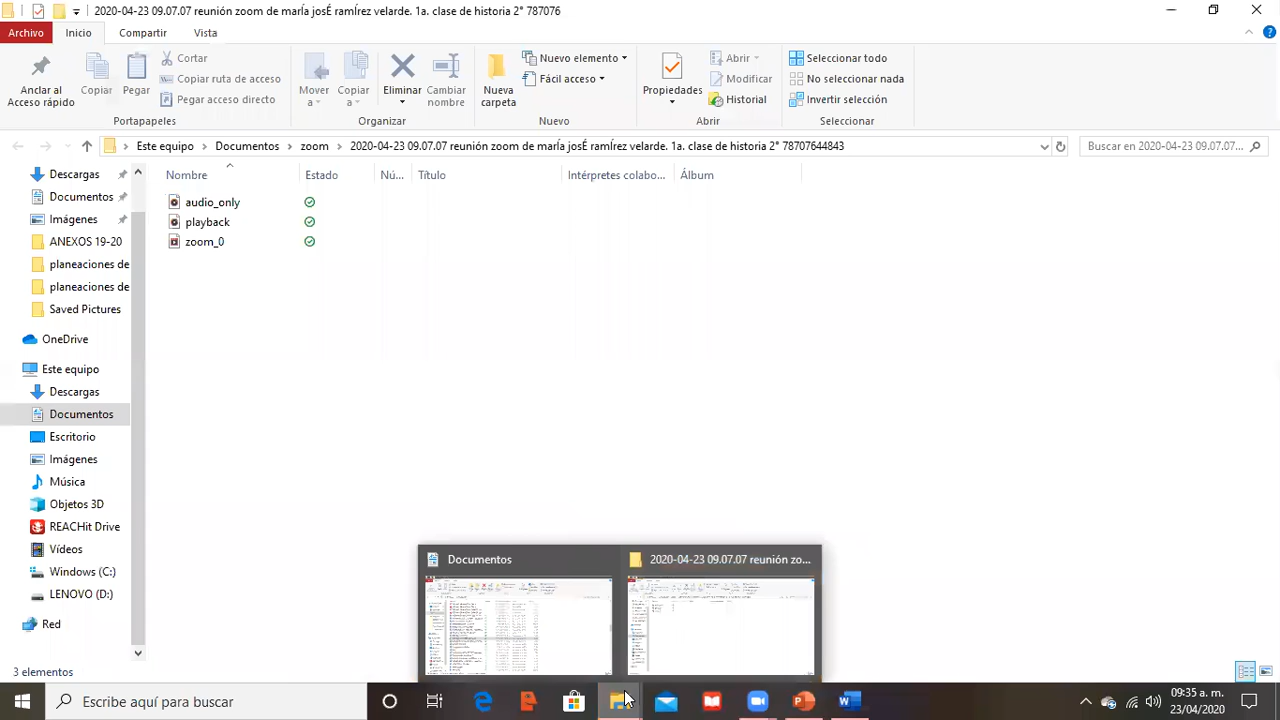 2020-04-23 09.07.07 reunión zoom de maría josÉ ramÍrez velarde. 1a. clase de historia 2° 787076
Archivo Inicio Compartir Vista
Anclar al Acceso rápido
Copiar
Pegar
Cortar
Copiar ruta de acceso
Pegar acceso directo
Portapapeles
Mover a
Copiar a
Eliminar
Cambiar nombre
Organizar
Nueva carpeta
Nuevo elemento
Fácil acceso
Nuevo
Propiedades
Abrir
Modificar
Historial
Abrir
Seleccionar todo
No seleccionar nada
Invertir selección
Seleccionar
Este equipo > Documentos > zoom > 2020-04-23 09.07.07 reunión zoom de maría josÉ ramÍrez velarde. 1a. clase de historia 2° 78707644843
Buscar en 2020-04-23 09.07.07...
Nombre Estado Nú... Título Intérpretes colabo... Álbum
audio_only
playback
zoom_0
Descargas
Documentos
Imágenes
ANEXOS 19-20
planeaciones de
planeaciones de
Saved Pictures
OneDrive
Este equipo
Descargas
Documentos
Escritorio
Imágenes
Música
Objetos 3D
REACHit Drive
Vídeos
Windows (C:)
LENOVO (D:)
Red
3 elementos
Documentos
2020-04-23 09.07.07 reunión zo...
Escribe aquí para buscar
09:35 a. m.
23/04/2020